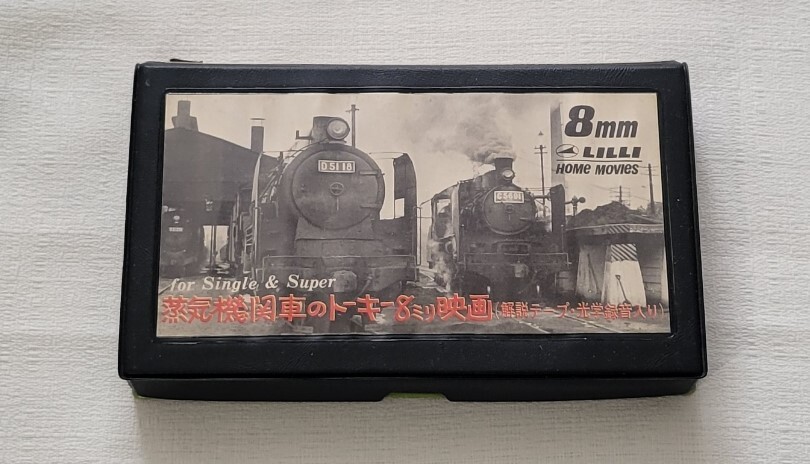 8mm
LILLI
HOME MOVIES
D5118
for Single & Super
蒸気機関車のトーキー8ミリ映画(解説テープ・光学録音入り)